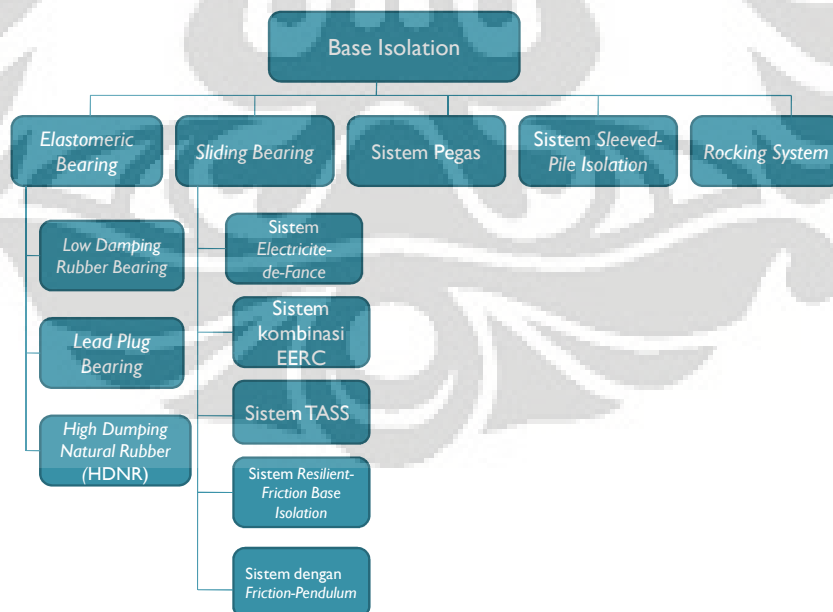 Base Isolation
Elastomeric
Bearing
Sliding Bearing
Sistem Pegas
Sistem Sleeved-
Pile Isolation
Rocking System
Low Damping
Rubber Bearing
Lead Plug
Bearing
High Dumping
Natural Rubber
(HDNR)
Sistem
Electricite-
de-Fance
Sistem
kombinasi
EERC
Sistem TASS
Sistem Resilient-
Friction Base
Isolation
Sistem dengan
Friction-Pendulum